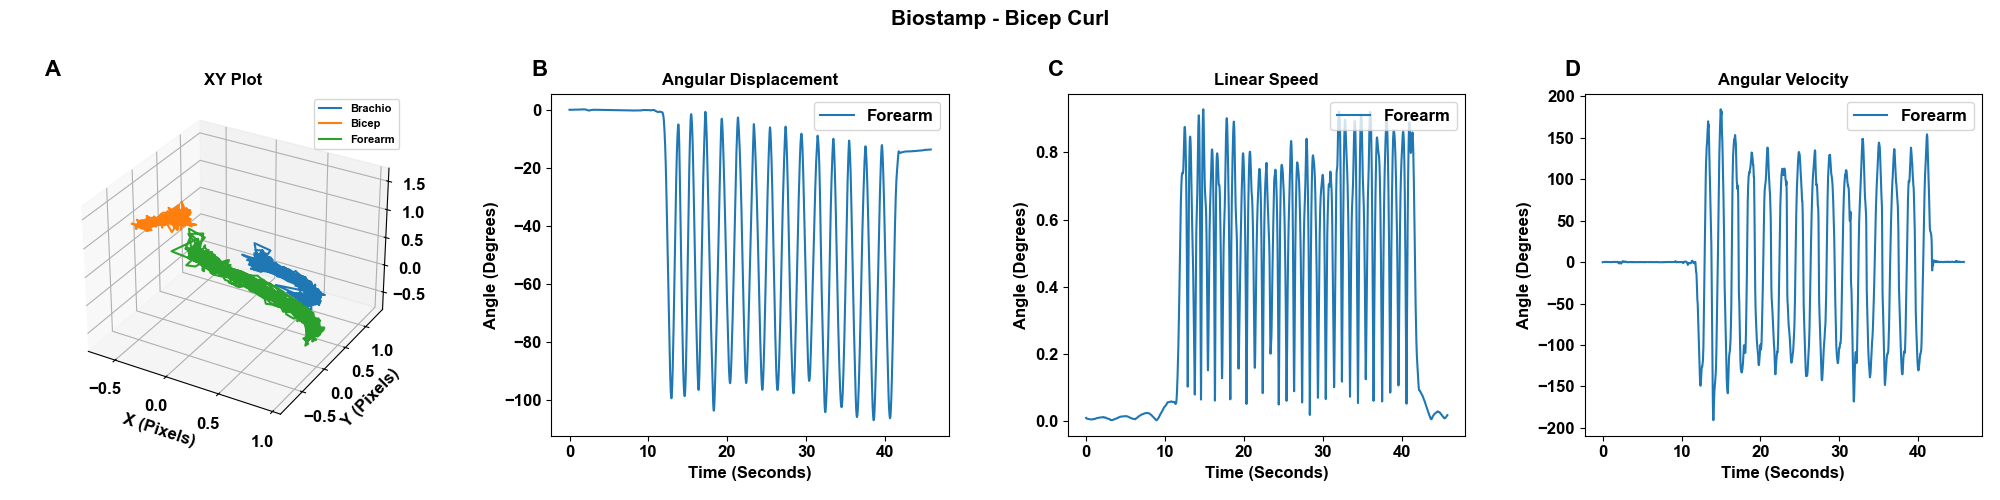 Biostamp - Bicep Curl
A
XY Plot
Brachio
Bicep
Forearm
1.5
1.0
0.5
0.0
−0.5
−0.5
0.0
0.5
1.0
X (Pixels)
−0.5
0.0
0.5
1.0
Y (Pixels)
B
Angular Displacement
Forearm
0
−20
−40
−60
−80
−100
Angle (Degrees)
0 10 20 30 40
Time (Seconds)
C
Linear Speed
Forearm
0.8
0.6
0.4
0.2
0.0
Angle (Degrees)
0 10 20 30 40
Time (Seconds)
D
Angular Velocity
Forearm
200
150
100
50
0
−50
−100
−150
−200
Angle (Degrees)
0 10 20 30 40
Time (Seconds)